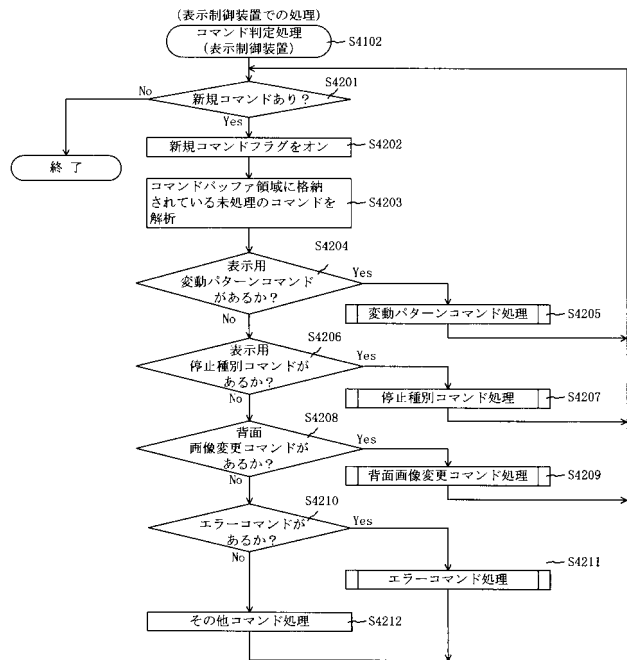 (表示制御装置での処理)
コマンド判定処理
(表示制御装置)
S4102
S4201
新規コマンドあり?
No
Yes
終 了
新規コマンドフラグをオン
S4202
コマンドバッファ領域に格納
されている未処理のコマンドを
解析
S4203
S4204
表示用
変動パターンコマンド
があるか?
Yes
No
変動パターンコマンド処理
S4205
S4206
表示用
停止種別コマンドが
あるか?
Yes
No
停止種別コマンド処理
S4207
S4208
背面
画像変更コマンドが
あるか?
Yes
No
背面画像変更コマンド処理
S4209
S4210
エラーコマンドが
あるか?
Yes
No
エラーコマンド処理
S4211
その他コマンド処理
S4212